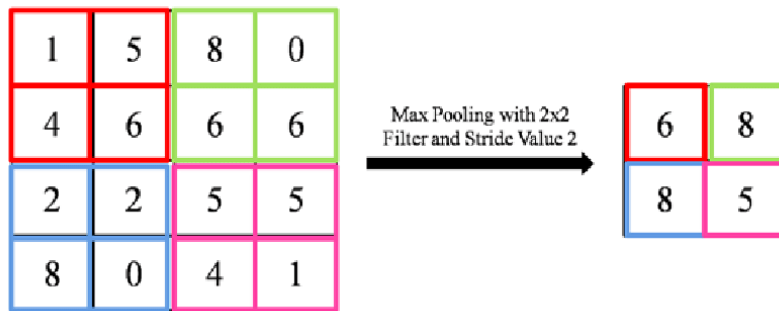 1 5 8 0
4 6 6 6
2 2 5 5
8 0 4 1
Max Pooling with 2x2
Filter and Stride Value 2
6 8
8 5